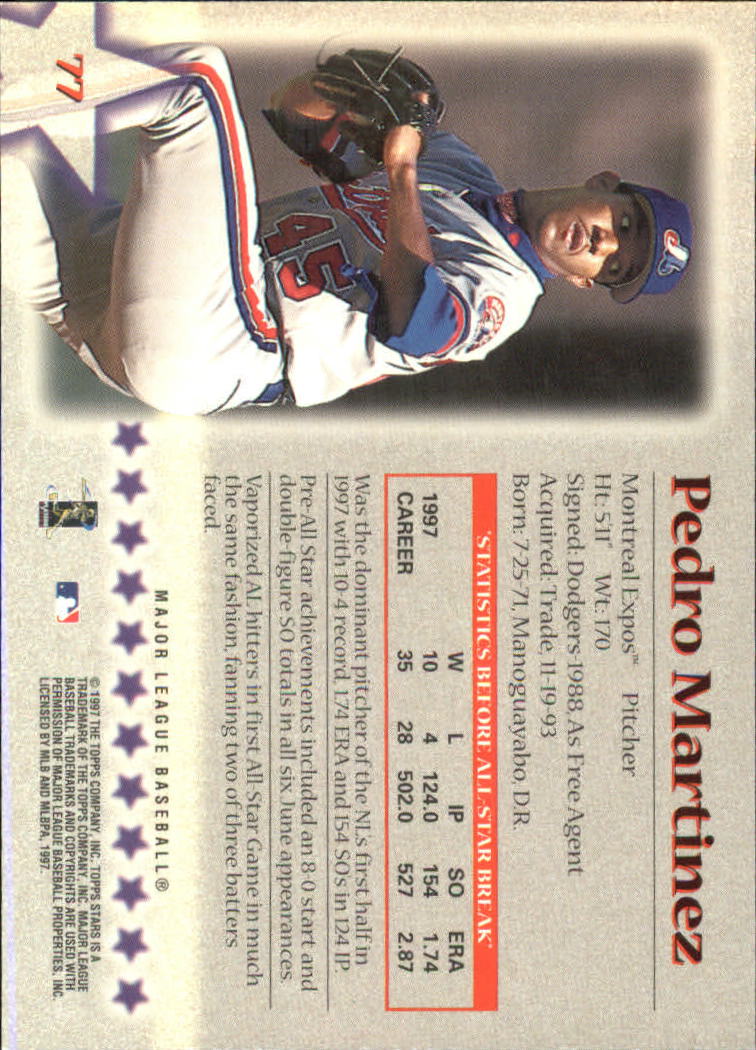 Pedro Martinez
Montreal Expos™ Pitcher
Ht: 5'11" Wt: 170
Signed: Dodgers-1988, As Free Agent
Acquired: Trade, 11-19-93
Born: 7-25-71, Manoguayabo, D.R.
'STATISTICS BEFORE ALL-STAR BREAK'
W L IP SO ERA
1997 10 4 124.0 154 1.74
CAREER 35 28 502.0 527 2.87
Was the dominant pitcher of the NL's first half in
1997 with 10-4 record, 1.74 ERA and 154 SO's in 124 IP.
Pre-All Star achievements included an 8-0 start and
double-figure SO totals in all six June appearances.
Vaporized AL hitters in first All-Star Game in much
the same fashion, fanning two of three batters
faced.
MAJOR LEAGUE BASEBALL®
© 1997 THE TOPPS COMPANY, INC. TOPPS STARS IS A
TRADEMARK OF THE TOPPS COMPANY, INC. MAJOR LEAGUE
BASEBALL TRADEMARKS AND COPYRIGHTS ARE USED WITH
PERMISSION OF MAJOR LEAGUE BASEBALL PROPERTIES, INC.
LICENSED BY MLB AND MLBPA, 1997.
77
45